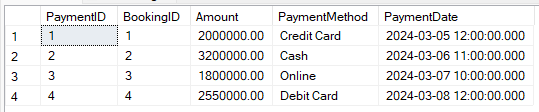 PaymentID BookingID Amount PaymentMethod PaymentDate
1 1 1 2000000.00 Credit Card 2024-03-05 12:00:00.000
2 2 2 3200000.00 Cash 2024-03-06 11:00:00.000
3 3 3 1800000.00 Online 2024-03-07 10:00:00.000
4 4 4 2550000.00 Debit Card 2024-03-08 12:00:00.000